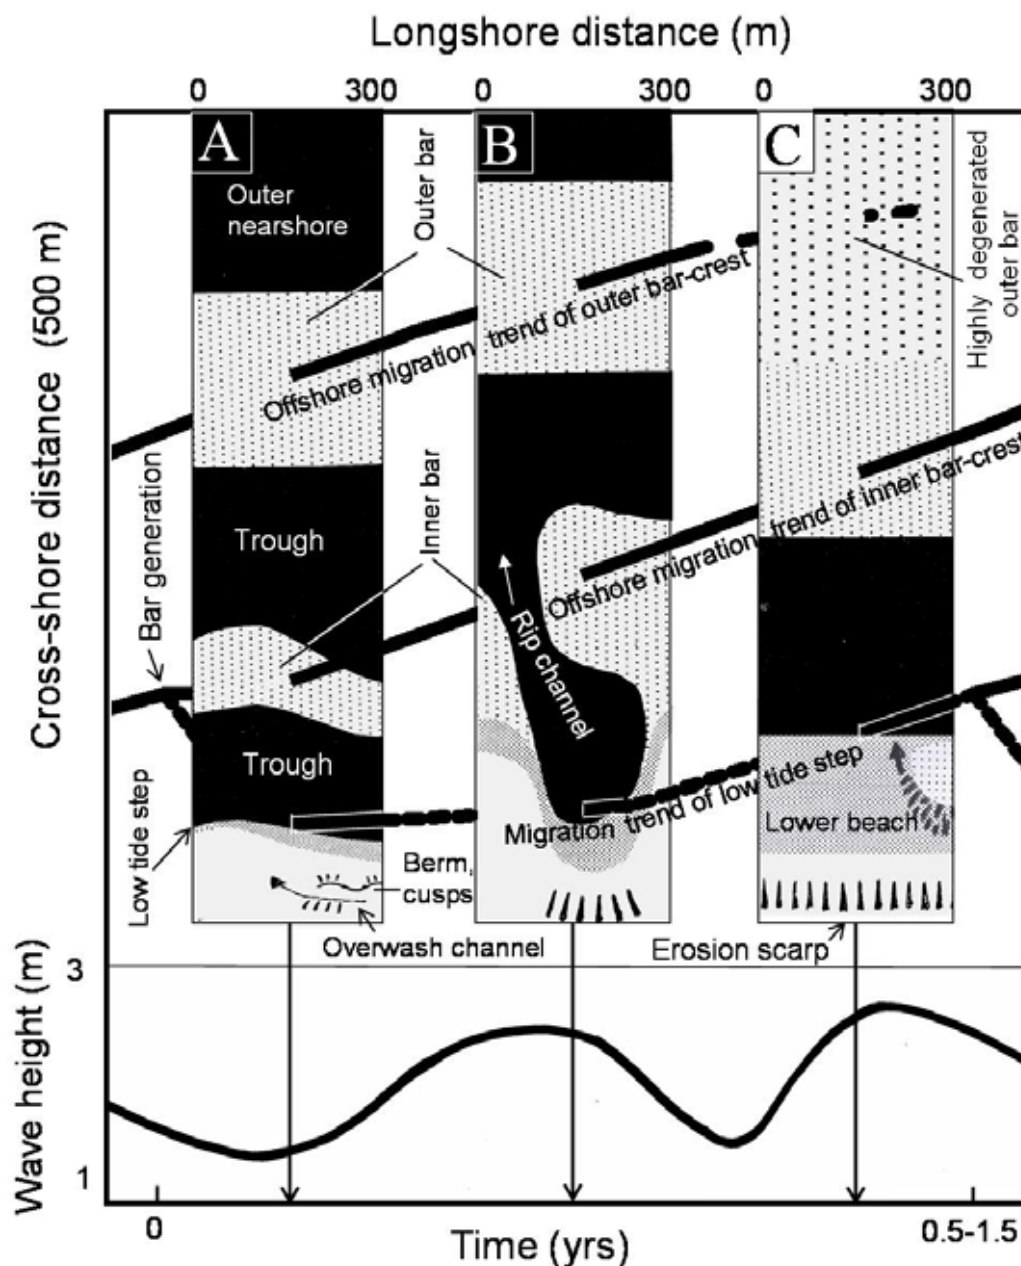 Longshore distance (m)
0 300 0 300 0 300
A B C
Outer
nearshore
Outer bar
Highly degenerated
outer bar
Cross-shore distance (500 m)
Offshore migration trend of outer bar-crest
Bar generation
Inner bar
Trough
Offshore migration trend of inner bar-crest
Rip channel
Trough
Low tide step
Migration trend of low tide step
Lower beach
Berm,
cusps
Overwash channel
Erosion scarp
Wave height (m)
3
1
0 0.5-1.5
Time (yrs)